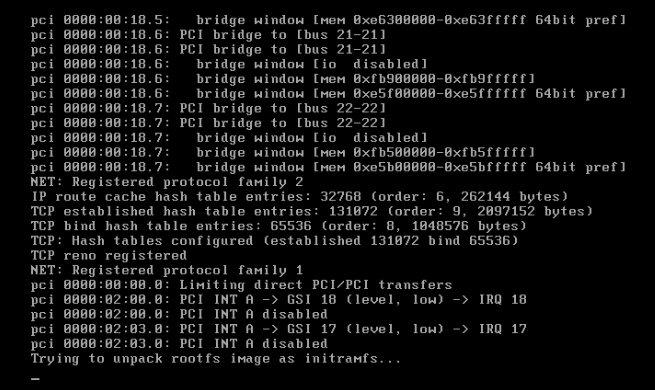 pci 0000:00:18.5:   bridge window [mem 0xe6300000-0xe63fffff 64bit pref]
pci 0000:00:18.6: PCI bridge to [bus 21-21]
pci 0000:00:18.6: PCI bridge to [bus 21-21]
pci 0000:00:18.6:   bridge window [io  disabled]
pci 0000:00:18.6:   bridge window [mem 0xfb900000-0xfb9fffff]
pci 0000:00:18.6:   bridge window [mem 0xe5f00000-0xe5ffffff 64bit pref]
pci 0000:00:18.7: PCI bridge to [bus 22-22]
pci 0000:00:18.7: PCI bridge to [bus 22-22]
pci 0000:00:18.7:   bridge window [io  disabled]
pci 0000:00:18.7:   bridge window [mem 0xfb500000-0xfb5fffff]
pci 0000:00:18.7:   bridge window [mem 0xe5b00000-0xe5bfffff 64bit pref]
NET: Registered protocol family 2
IP route cache hash table entries: 32768 (order: 6, 262144 bytes)
TCP established hash table entries: 131072 (order: 9, 2097152 bytes)
TCP bind hash table entries: 65536 (order: 8, 1048576 bytes)
TCP: Hash tables configured (established 131072 bind 65536)
TCP reno registered
NET: Registered protocol family 1
pci 0000:00:00.0: Limiting direct PCI/PCI transfers
pci 0000:02:00.0: PCI INT A -> GSI 18 (level, low) -> IRQ 18
pci 0000:02:00.0: PCI INT A disabled
pci 0000:02:03.0: PCI INT A -> GSI 17 (level, low) -> IRQ 17
pci 0000:02:03.0: PCI INT A disabled
Trying to unpack rootfs image as initramfs...